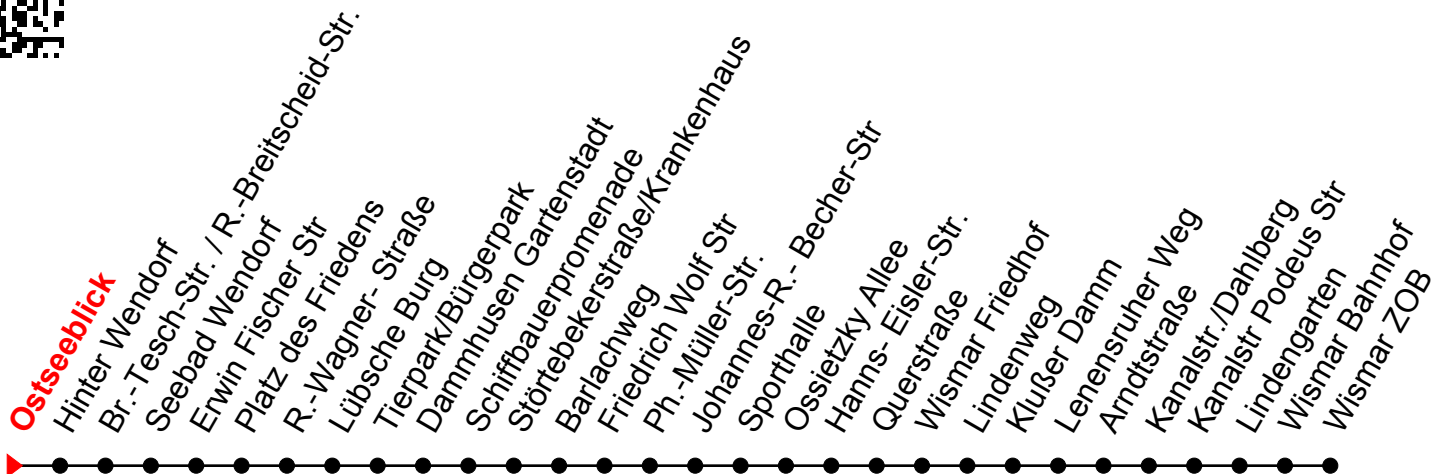 Ostseeblick
Hinter Wendorf
Br.-Tesch-Str. / R.-Breitscheid-Str.
Seebad Wendorf
Erwin Fischer Str
Platz des Friedens
R.-Wagner- Straße
Lübsche Burg
Tierpark/Bürgerpark
Dammhusen Gartenstadt
Schiffbauerpromenade
Störtebekerstraße/Krankenhaus
Barlachweg
Friedrich Wolf Str
Ph.-Müller-Str.
Johannes-R.- Becher-Str
Sporthalle
Ossietzky Allee
Hanns- Eisler-Str.
Querstraße
Wismar Friedhof
Lindenweg
Klußer Damm
Lenensruher Weg
Arndtstraße
Kanalstr./Dahlberg
Kanalstr Podeus Str
Lindengarten
Wismar Bahnhof
Wismar ZOB